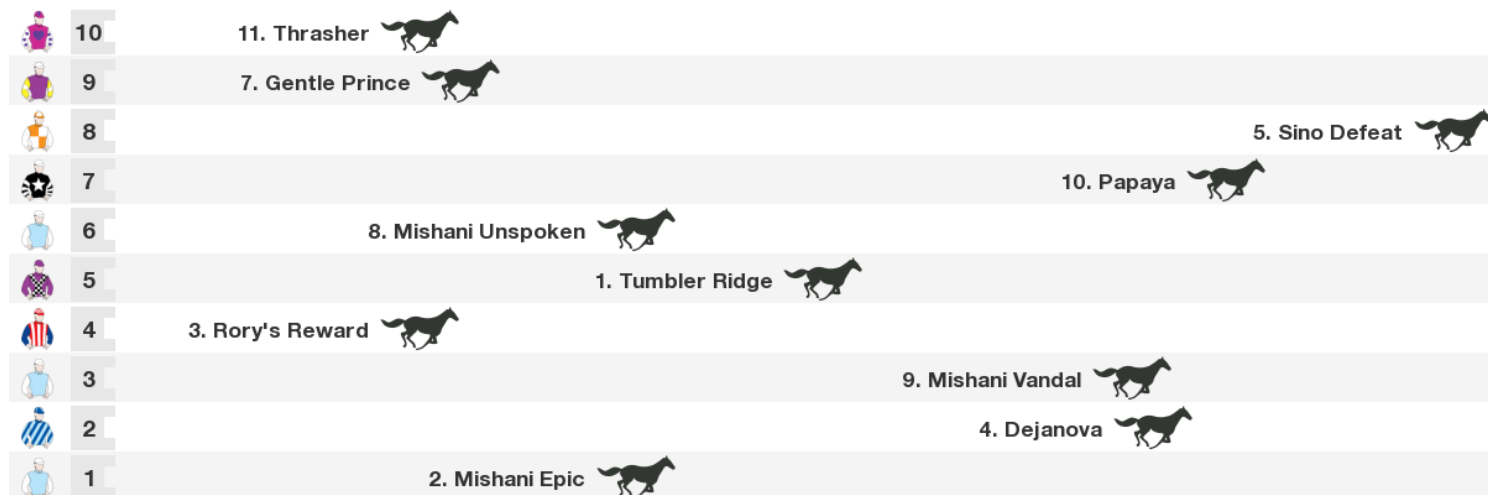 10 11. Thrasher
9 7. Gentle Prince
8 5. Sino Defeat
7 10. Papaya
6 8. Mishani Unspoken
5 1. Tumbler Ridge
4 3. Rory's Reward
3 9. Mishani Vandal
2 4. Dejanova
1 2. Mishani Epic